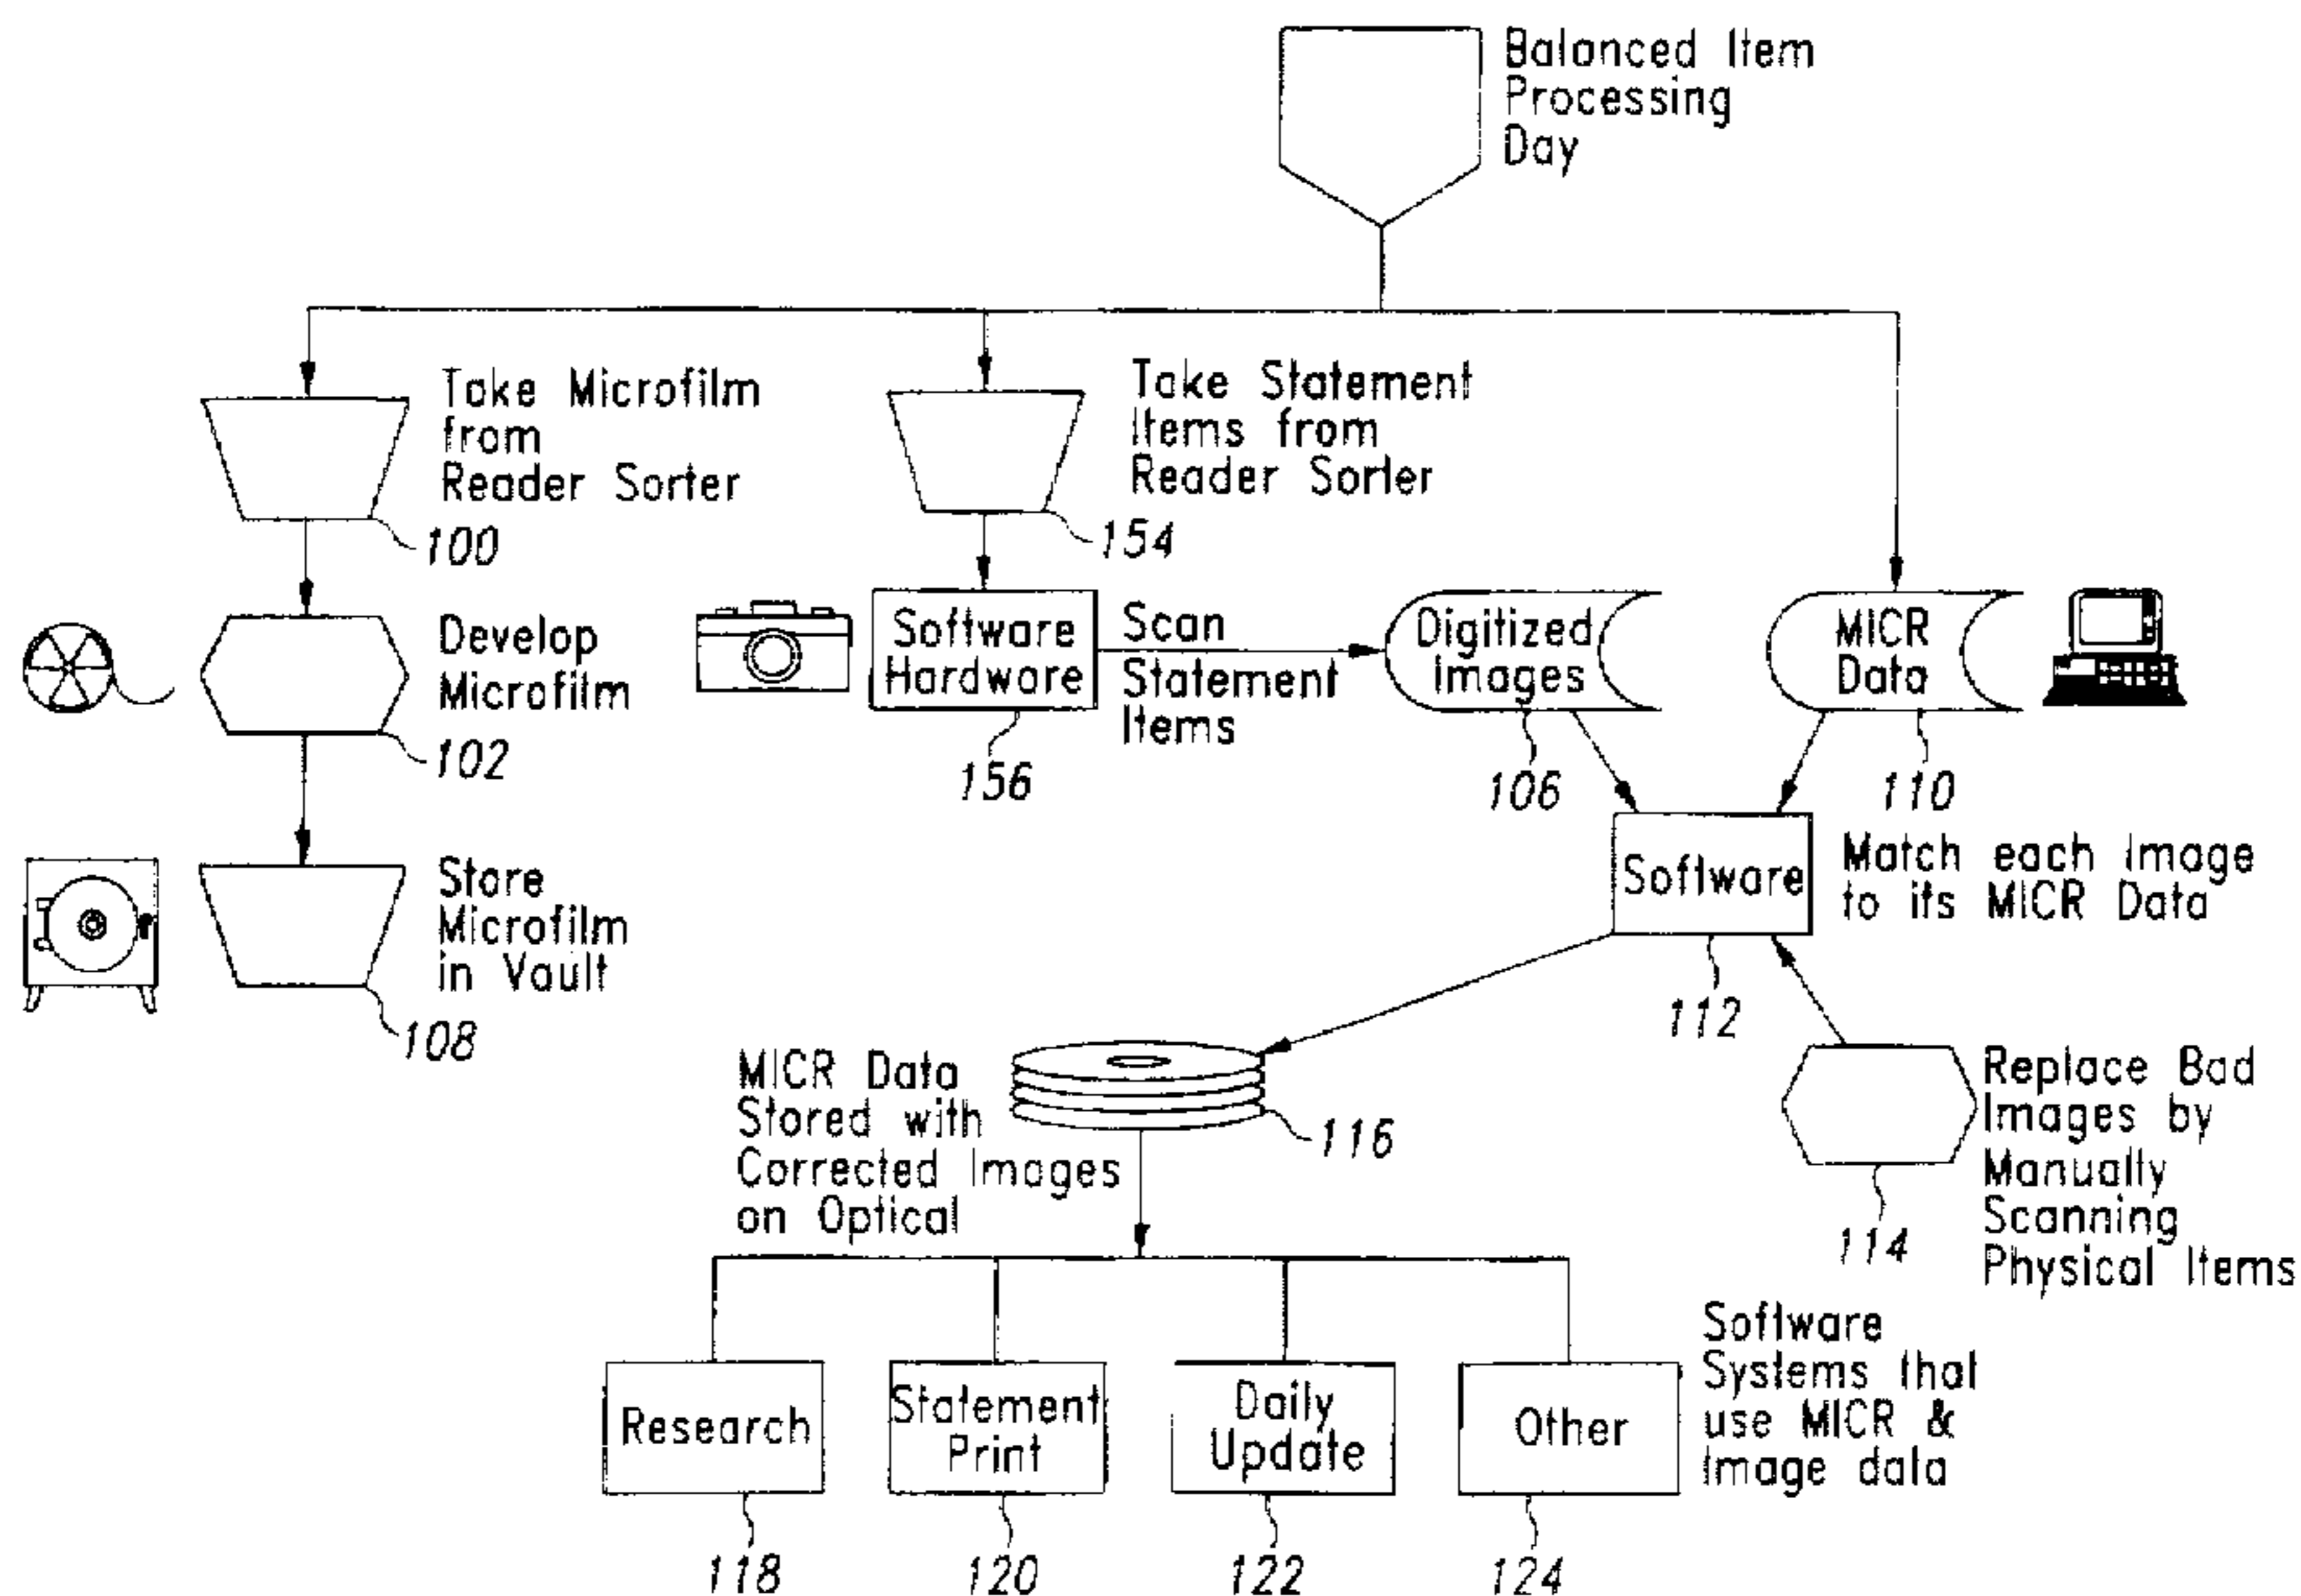 Balanced Item
Processing
Day
Take Microfilm
from
Reader Sorter
100
Take Statement
Items from
Reader Sorter
154
Develop
Microfilm
102
Software
Hardware
156
Scan
Statement
Items
Digitized
Images
106
MICR
Data
110
Store
Microfilm
in Vault
108
Software
112
Match each Image
to its MICR Data
MICR Data
Stored with
Corrected Images
on Optical
116
Replace Bad
Images by
Manually
Scanning
Physical Items
114
Research
118
Statement
Print
120
Daily
Update
122
Other
124
Software
Systems that
use MICR &
Image data